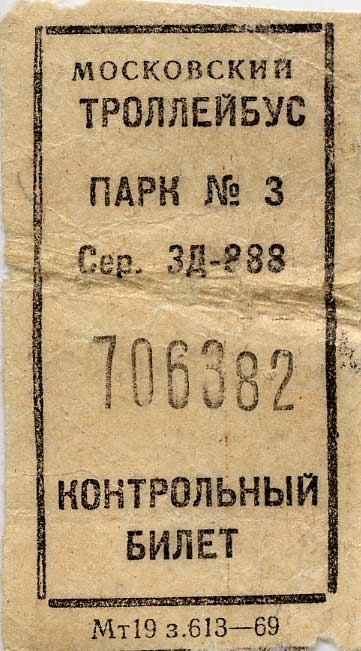 МОСКОВСКИЙ
ТРОЛЛЕЙБУС
ПАРК № 3
Сер. ЗД-888
706382
КОНТРОЛЬНЫЙ
БИЛЕТ
Мт19 з.613—69